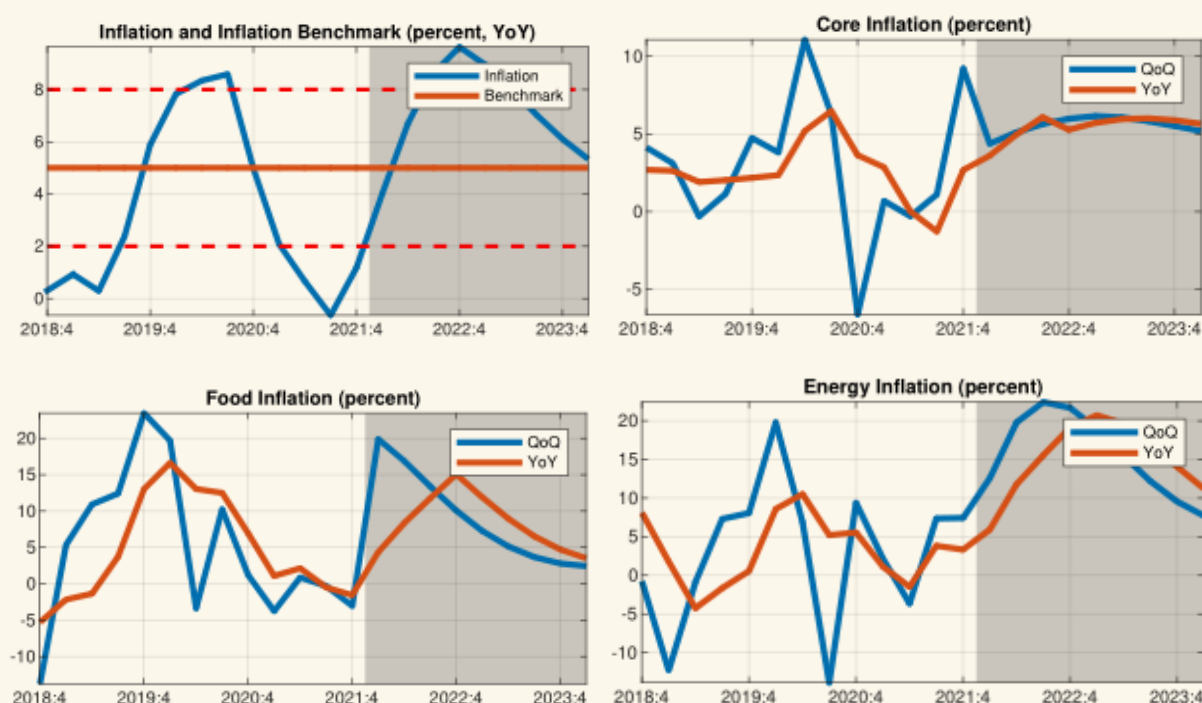 Inflation and Inflation Benchmark (percent, YoY)
8
6
4
2
0
Inflation
Benchmark
2018:4 2019:4 2020:4 2021:4 2022:4 2023:4
Core Inflation (percent)
10
5
0
-5
QoQ
YoY
2018:4 2019:4 2020:4 2021:4 2022:4 2023:4
Food Inflation (percent)
20
15
10
5
0
-5
-10
QoQ
YoY
2018:4 2019:4 2020:4 2021:4 2022:4 2023:4
Energy Inflation (percent)
20
15
10
5
0
-5
-10
QoQ
YoY
2018:4 2019:4 2020:4 2021:4 2022:4 2023:4